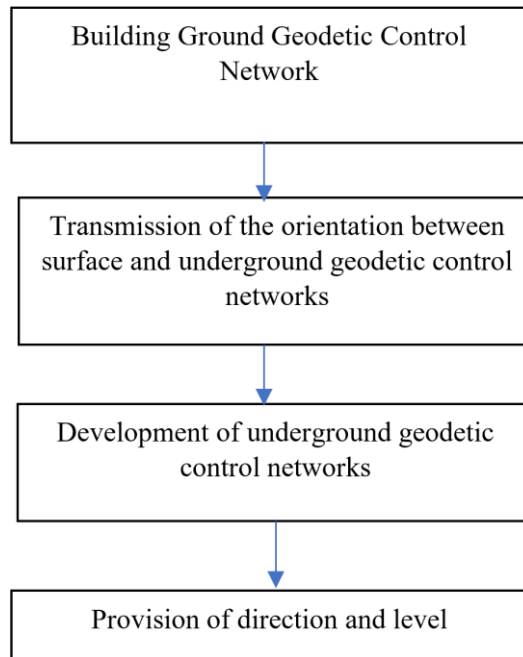 Building Ground Geodetic Control
Network
Transmission of the orientation between
surface and underground geodetic control
networks
Development of underground geodetic
control networks
Provision of direction and level